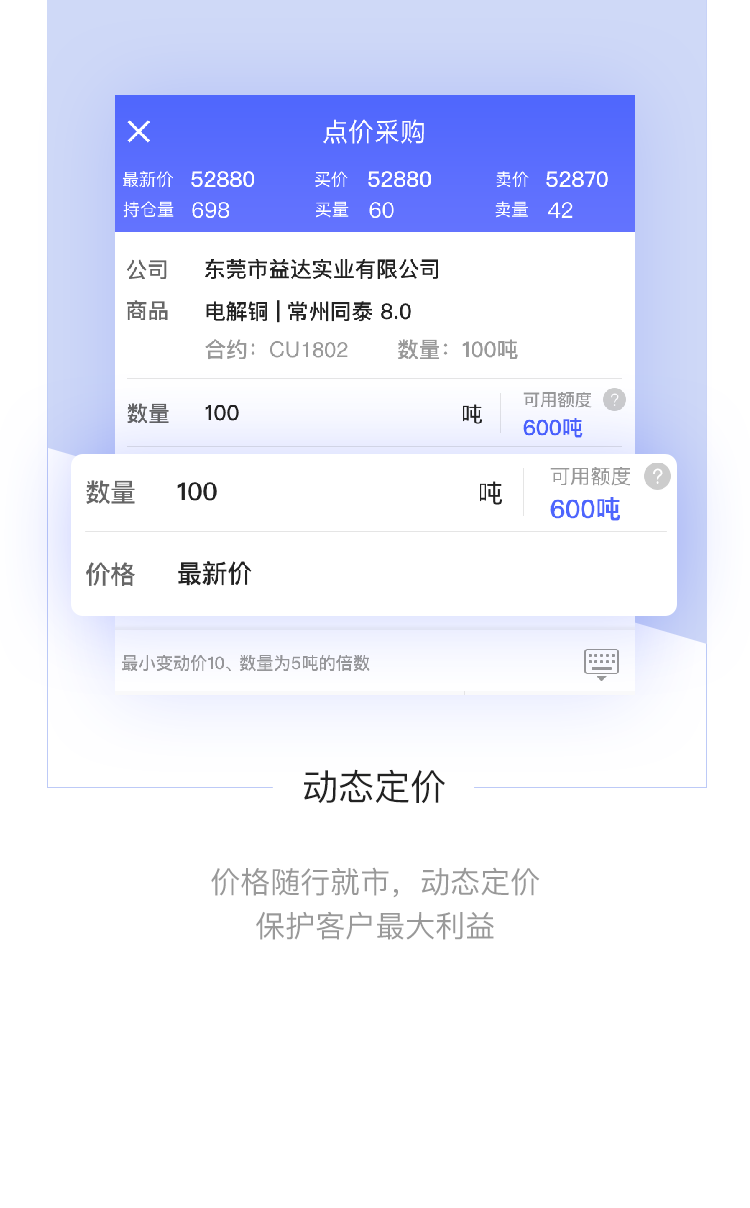 点价采购
最新价 52880 买价 52880 卖价 52870
持仓量 698 买量 60 卖量 42
公司 东莞市益达实业有限公司
商品 电解铜 | 常州同泰 8.0
合约：CU1802 数量：100吨
数量 100 吨 可用额度 ?
600吨
数量 100 吨 可用额度 ?
600吨
价格 最新价
最小变动价10、数量为5吨的倍数
动态定价
价格随行就市，动态定价
保护客户最大利益